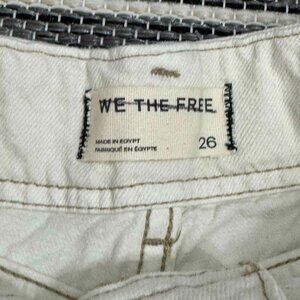 WE THE FREE
MADE IN EGYPT
FABRIQUÉ EN ÉGYPTE
26